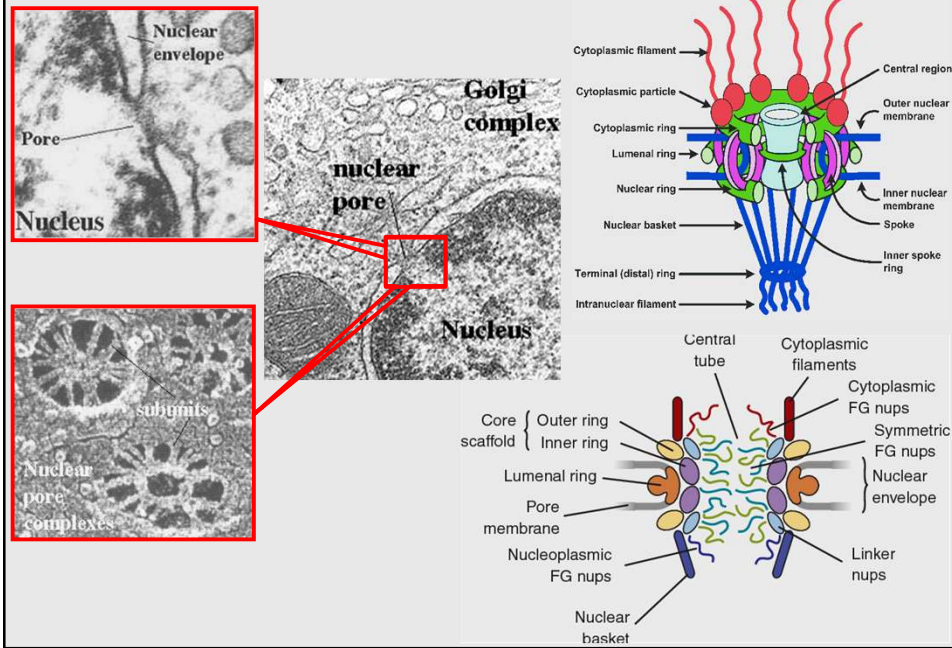 Nuclear
envelope
Pore
Nucleus
Golgi
complex
nuclear
pore
Nucleus
subunits
Nuclear
pore
complexes
Cytoplasmic filament
Cytoplasmic particle
Cytoplasmic ring
Lumenal ring
Nuclear ring
Nuclear basket
Terminal (distal) ring
Intranuclear filament
Central region
Outer nuclear
membrane
Inner nuclear
membrane
Spoke
Inner spoke
ring
Central
tube
Cytoplasmic
filaments
Cytoplasmic
FG nups
Core
scaffold
Outer ring
Inner ring
Symmetric
FG nups
Lumenal ring
Nuclear
envelope
Pore
membrane
Nucleoplasmic
FG nups
Linker
nups
Nuclear
basket